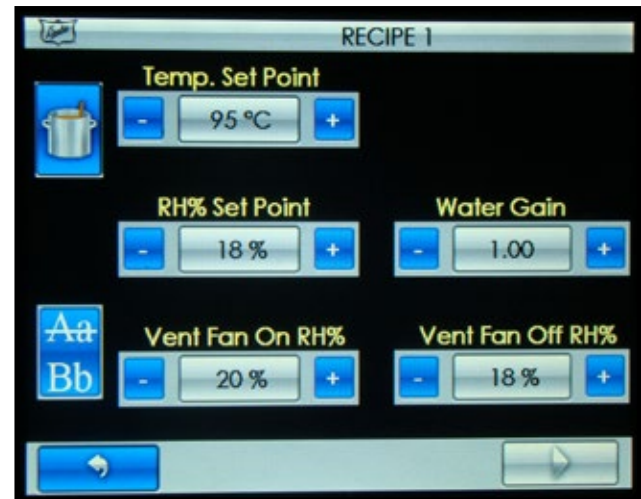 RECIPE 1
Temp. Set Point
- 95 °C +
RH% Set Point
- 18 % +
Water Gain
- 1.00 +
Aa
Bb
Vent Fan On RH%
- 20 % +
Vent Fan Off RH%
- 18 % +